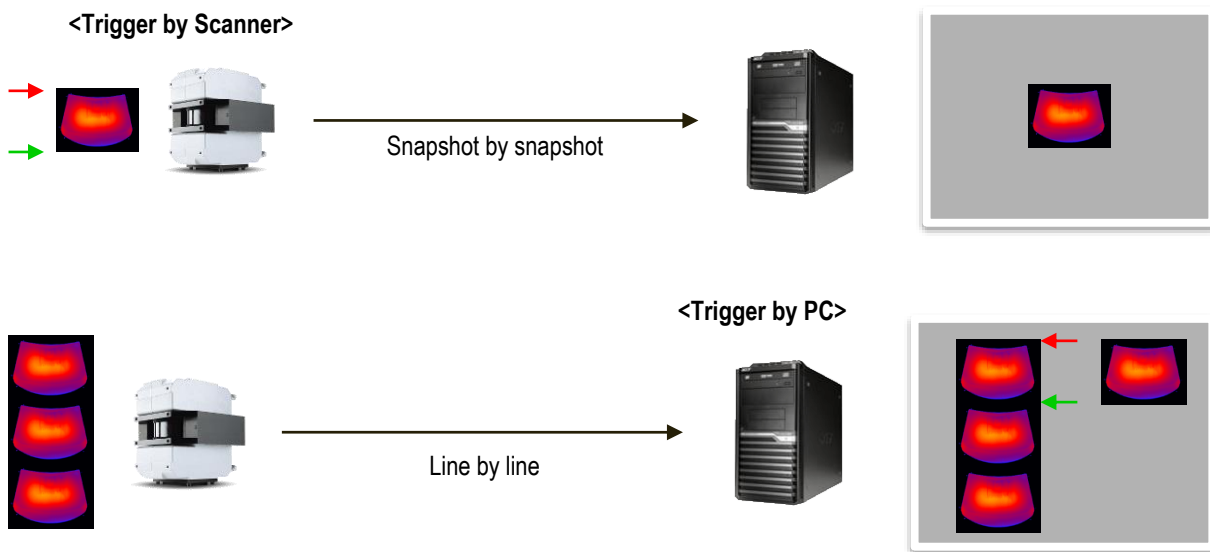 <Trigger by Scanner>
Snapshot by snapshot
<Trigger by PC>
Line by line